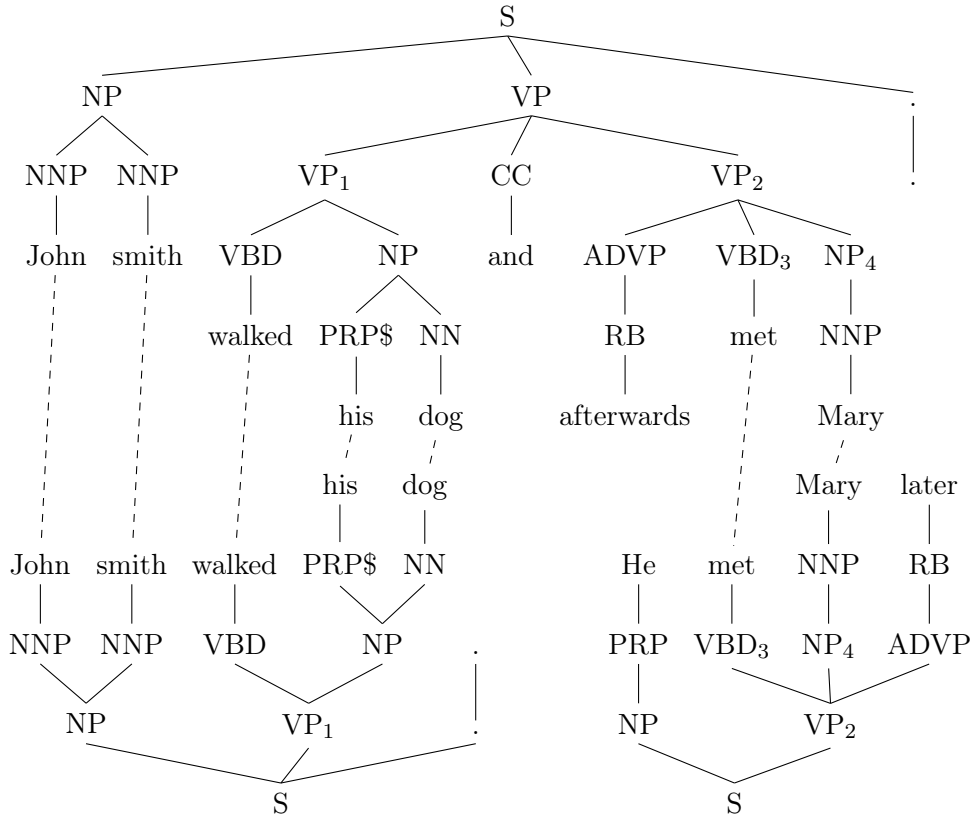 S
NP VP .
NNP NNP VP₁ CC VP₂ .
John smith VBD NP and ADVP VBD₃ NP₄
walked PRP$ NN RB met NNP
his dog afterwards Mary
his dog Mary later
John smith walked PRP$ NN He met NNP RB
NNP NNP VBD NP . PRP VBD₃ NP₄ ADVP
NP VP₁ . NP VP₂
S S